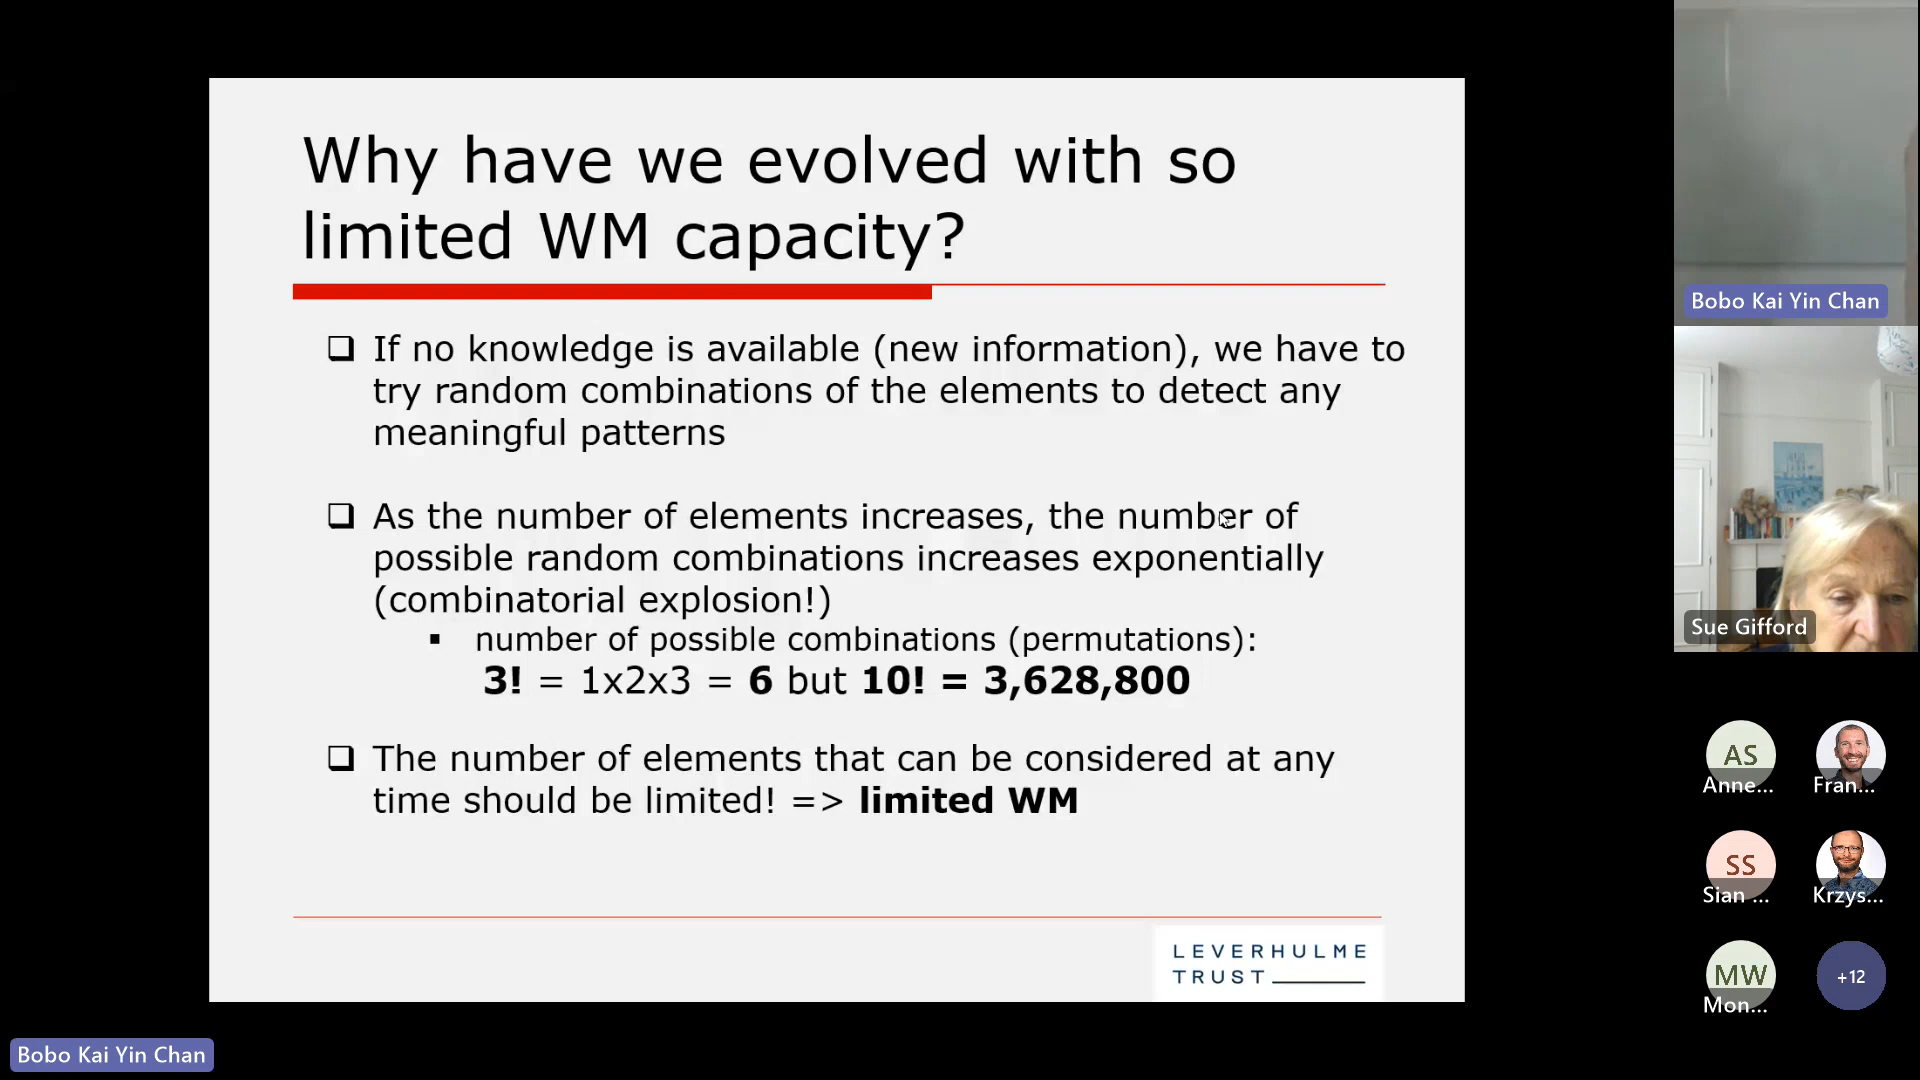 Why have we evolved with so
limited WM capacity?
❑ If no knowledge is available (new information), we have to
try random combinations of the elements to detect any
meaningful patterns
❑ As the number of elements increases, the number of
possible random combinations increases exponentially
(combinatorial explosion!)
▪ number of possible combinations (permutations):
3! = 1x2x3 = 6 but 10! = 3,628,800
❑ The number of elements that can be considered at any
time should be limited! => limited WM
LEVERHULME
TRUST
Bobo Kai Yin Chan
Bobo Kai Yin Chan
Sue Gifford
AS
Anne...
Fran...
SS
Sian ...
Krzys...
MW
Mon...
+12